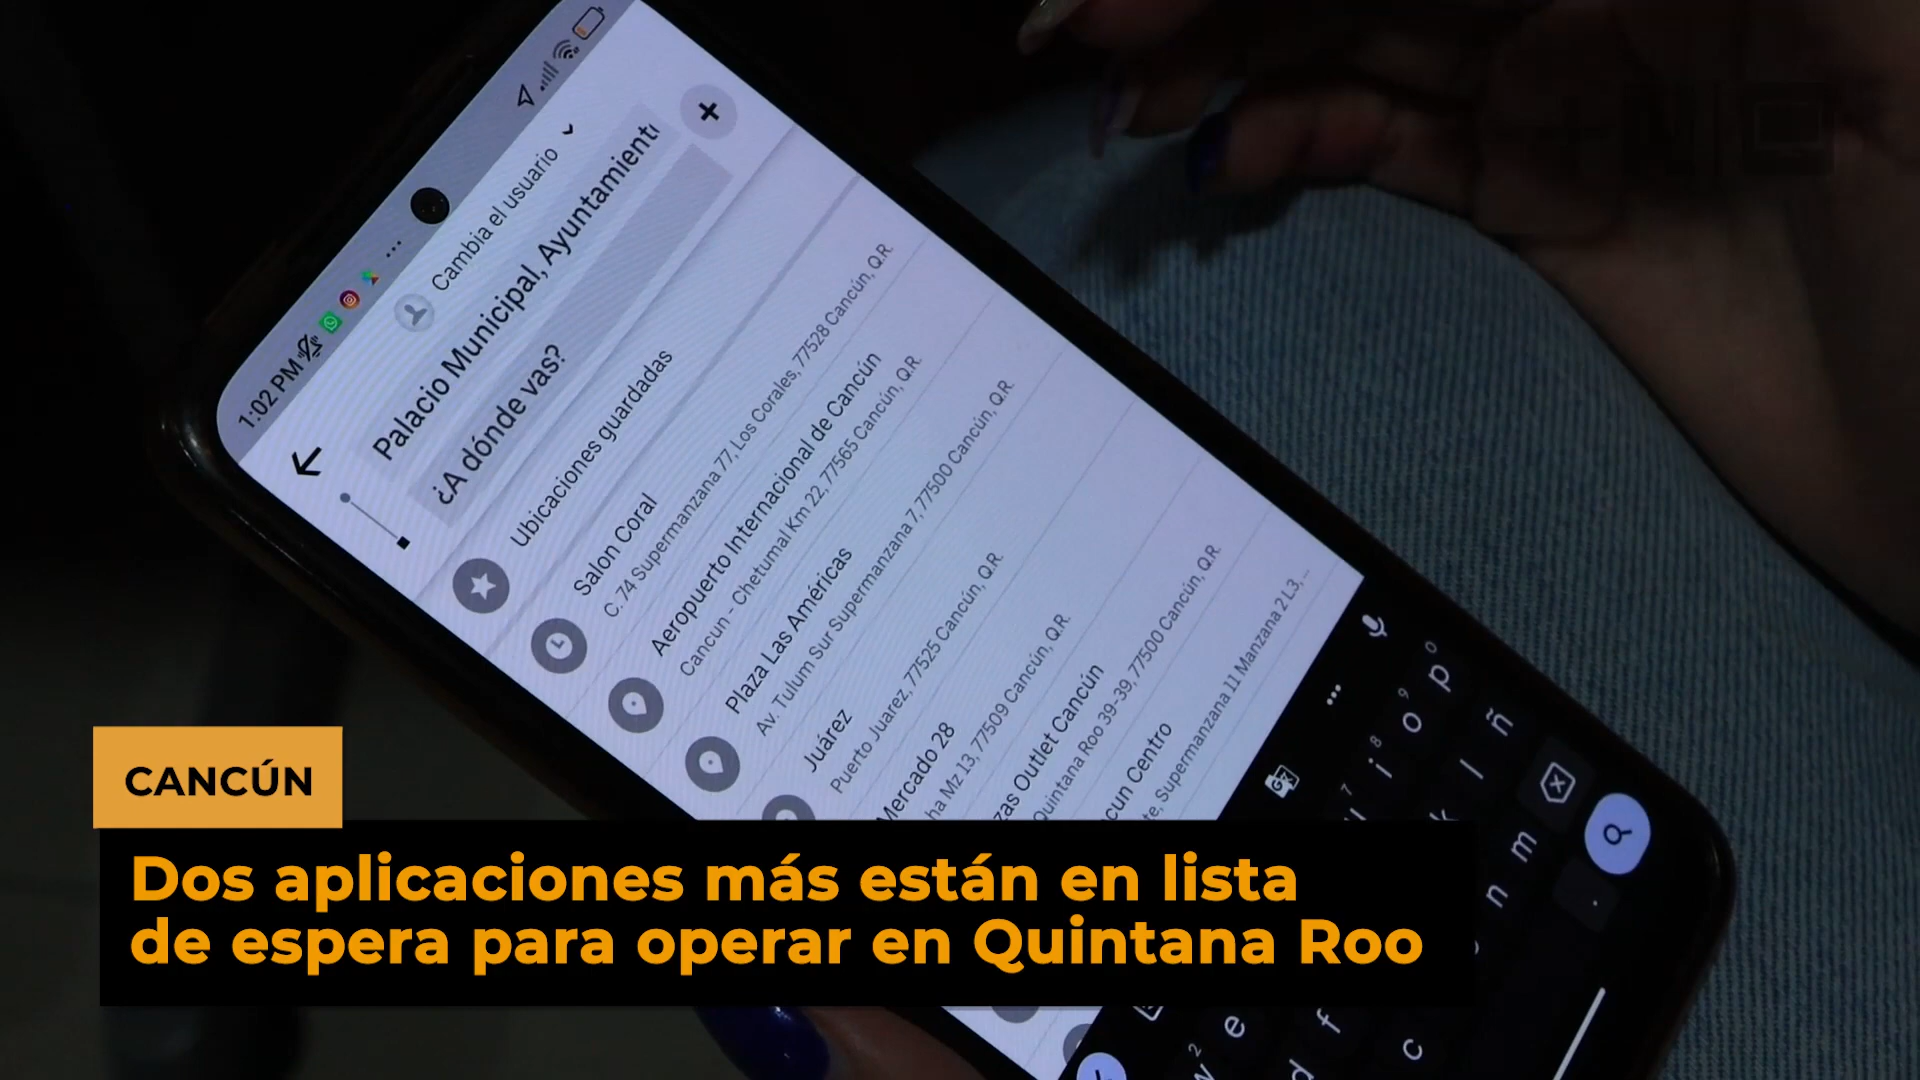 1:02 PM
Cambia el usuario
Palacio Municipal, Ayuntamient
¿A dónde vas?
Ubicaciones guardadas
Salon Coral
C. 74 Supermanzana 77, Los Corales, 77528 Cancún, Q.R.
Aeropuerto Internacional de Cancún
Cancun - Chetumal Km 22, 77565 Cancún, Q.R.
Plaza Las Américas
Av. Tulum Sur Supermanzana 7, 77500 Cancún, Q.R.
Juárez
Puerto Juarez, 77525 Cancún, Q.R.
Mercado 28
ha Mz 13, 77509 Cancún, Q.R.
zas Outlet Cancún
Quintana Roo 39-39, 77500 Cancún, Q.R.
cun Centro
te, Supermanzana 11 Manzana 2 L3, ...
CANCÚN
Dos aplicaciones más están en lista
de espera para operar en Quintana Roo